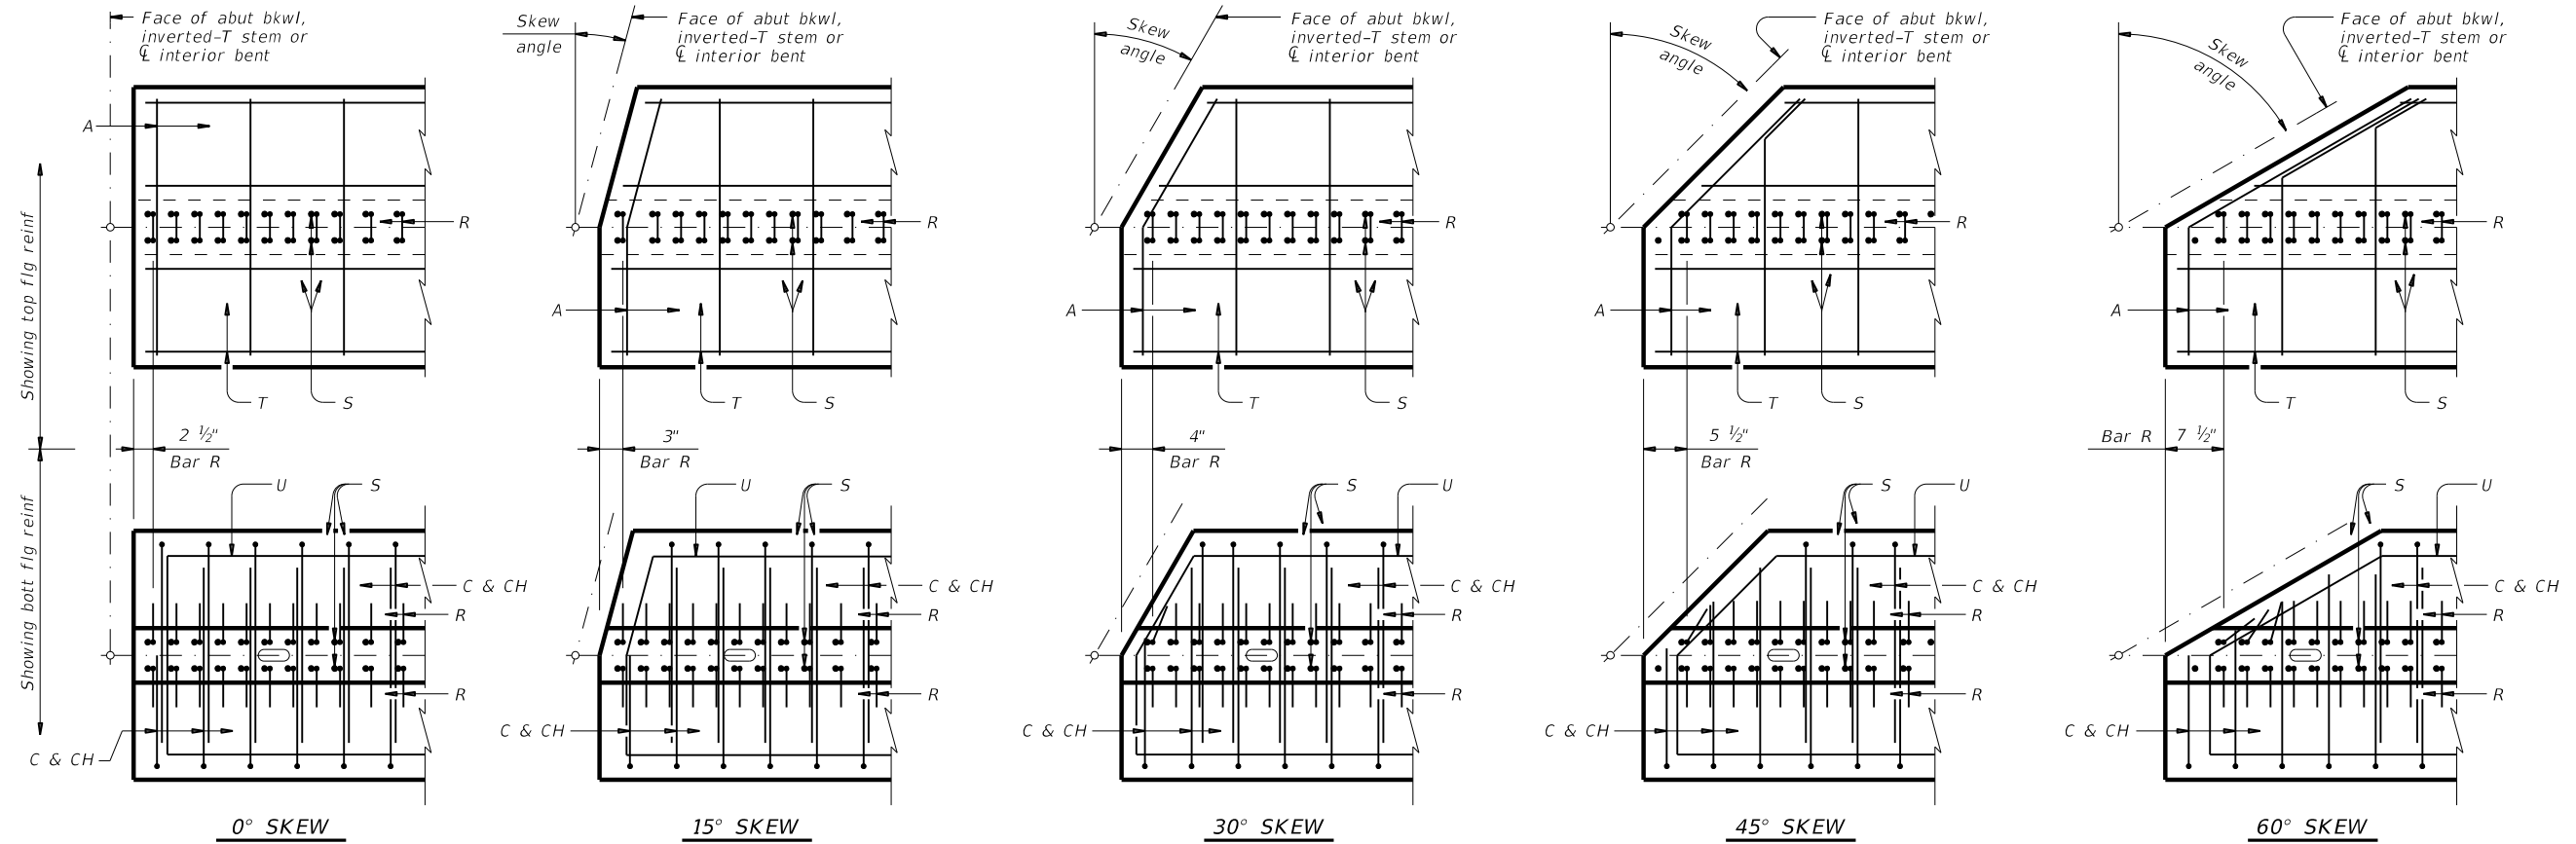 Face of abut bkwl,
inverted-T stem or
℄ interior bent
A
R
T
S
Showing top flg reinf
Showing bott flg reinf
2 ½"
Bar R
U
S
C & CH
R
R
C & CH
0° SKEW
Skew
angle
Face of abut bkwl,
inverted-T stem or
℄ interior bent
R
A
T
S
3"
Bar R
U
S
C & CH
R
R
C & CH
15° SKEW
Skew
angle
Face of abut bkwl,
inverted-T stem or
℄ interior bent
R
A
T
S
4"
Bar R
S
U
C & CH
R
R
C & CH
30° SKEW
Skew
angle
Face of abut bkwl,
inverted-T stem or
℄ interior bent
R
A
T
S
5 ½"
Bar R
S
U
C & CH
R
R
C & CH
45° SKEW
Skew
angle
Face of abut bkwl,
inverted-T stem or
℄ interior bent
R
A
T
S
Bar R
7 ½"
S
U
C & CH
R
R
C & CH
60° SKEW